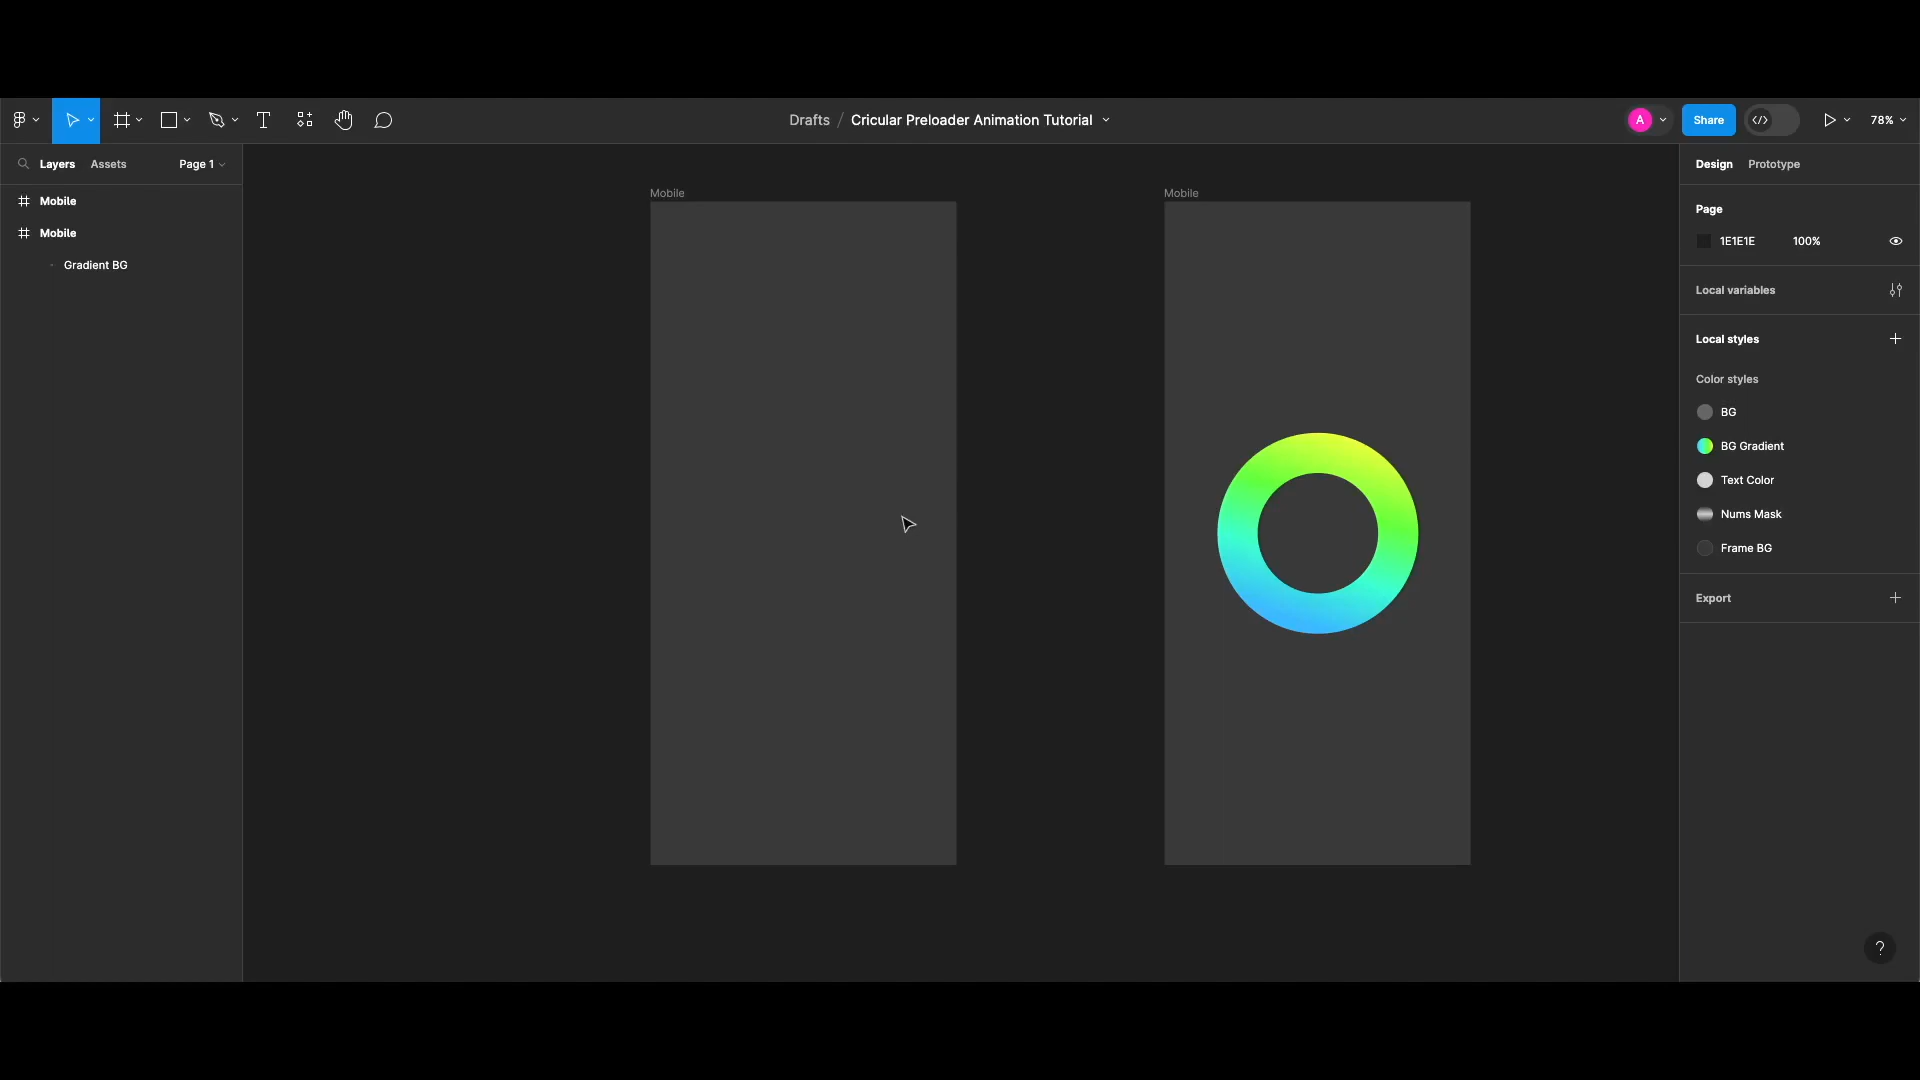 Drafts / Cricular Preloader Animation Tutorial
A
Share
78%
Layers Assets Page 1
Mobile
Mobile
Gradient BG
Mobile
Mobile
Design Prototype
Page
1E1E1E 100%
Local variables
Local styles
Color styles
BG
BG Gradient
Text Color
Nums Mask
Frame BG
Export
?